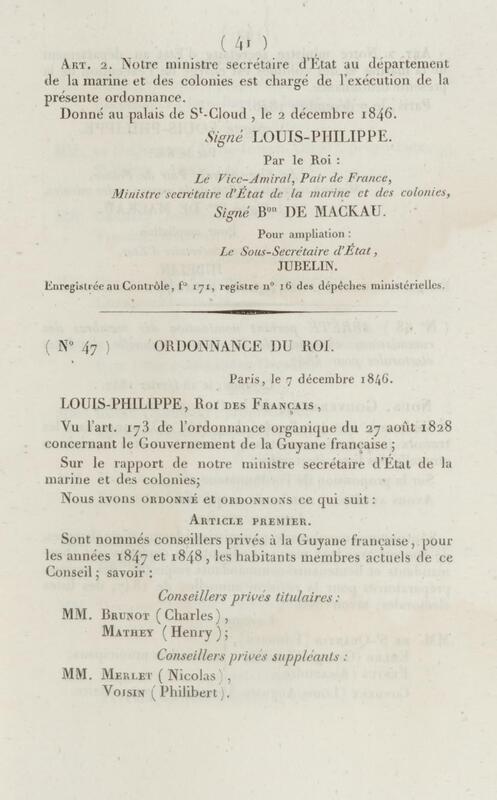 ( 41 )
ART. 2. Notre ministre secrétaire d'État au département
de la marine et des colonies est chargé de l'exécution de la
présente ordonnance.
Donné au palais de St-Cloud , le 2 décembre 1846.
Signé LOUIS-PHILIPPE.
Par le Roi :
Le Vice-Amiral, Pair de France,
Ministre secrétaire d'État de la marine et des colonies,
Signé Bon DE MACKAU.
Pour ampliation :
Le Sous-Secrétaire d'État ,
JUBELIN.
Enregistrée au Contrôle, fo 171, registre no 16 des dépêches ministérielles.
( No 47 ) ORDONNANCE DU ROI.
Paris, le 7 décembre 1846.
LOUIS-PHILIPPE, ROI DES FRANÇAIS ,
Vu l'art. 173 de l'ordonnance organique du 27 août 1828
concernant le Gouvernement de la Guyane française ;
Sur le rapport de notre ministre secrétaire d'État de la
marine et des colonies;
Nous avons ORDONNÉ et ORDONNONS ce qui suit :
ARTICLE PREMIER.
Sont nommés conseillers privés à la Guyane française , pour
les années 1847 et 1848 , les habitants membres actuels de ce
Conseil ; savoir :
Conseillers privés titulaires :
MM. BRUNOT ( Charles ) ,
MATHEY ( Henry ) ;
Conseillers privés suppléants :
MM. MERLET ( Nicolas ) ,
VOISIN ( Philibert ) .